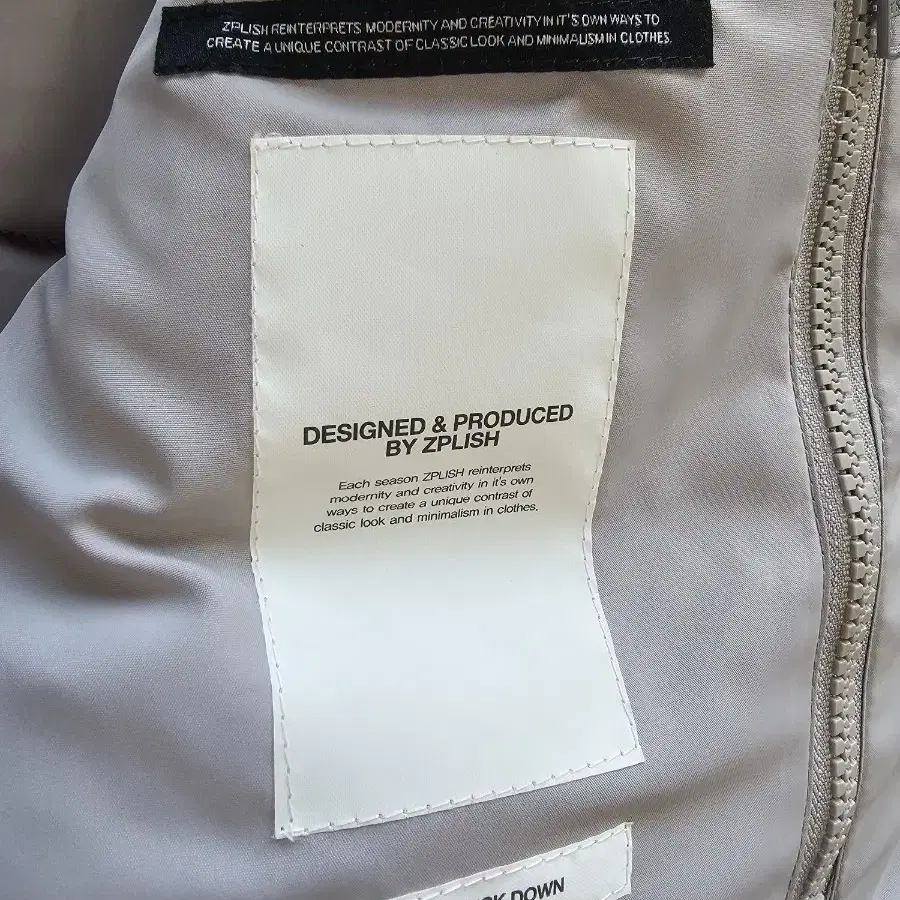 ZPLISH REINTERPRETS MODERNITY AND CREATIVITY IN IT'S OWN WAYS TO
CREATE A UNIQUE CONTRAST OF CLASSIC LOOK AND MINIMALISM IN CLOTHES.
DESIGNED & PRODUCED
BY ZPLISH
Each season ZPLISH reinterprets
modernity and creativity in it's own
ways to create a unique contrast of
classic look and minimalism in clothes.
DOWN